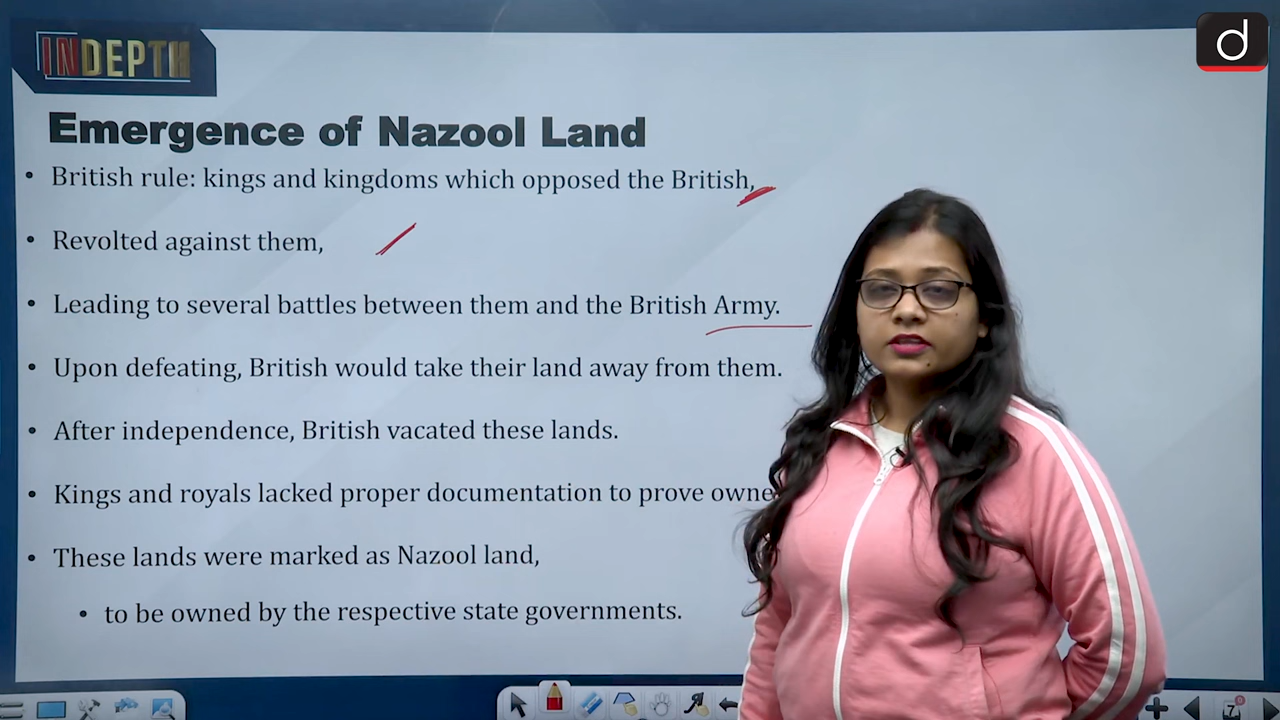 INDEPTH
d
Emergence of Nazool Land
• British rule: kings and kingdoms which opposed the British,
• Revolted against them,
• Leading to several battles between them and the British Army.
• Upon defeating, British would take their land away from them.
• After independence, British vacated these lands.
• Kings and royals lacked proper documentation to prove
• These lands were marked as Nazool land,
• to be owned by the respective state governments.
7